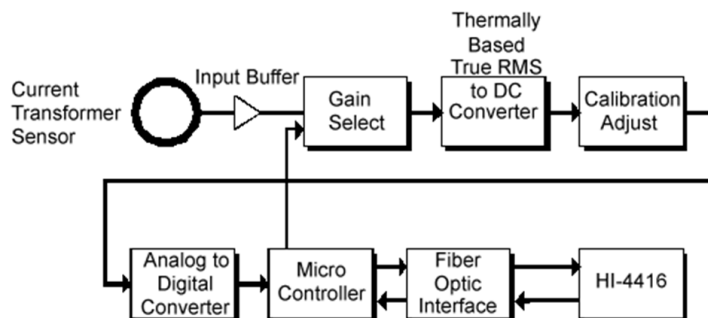 Current
Transformer
Sensor
Input Buffer
Gain
Select
Thermally
Based
True RMS
to DC
Converter
Calibration
Adjust
Analog to
Digital
Converter
Micro
Controller
Fiber
Optic
Interface
HI-4416